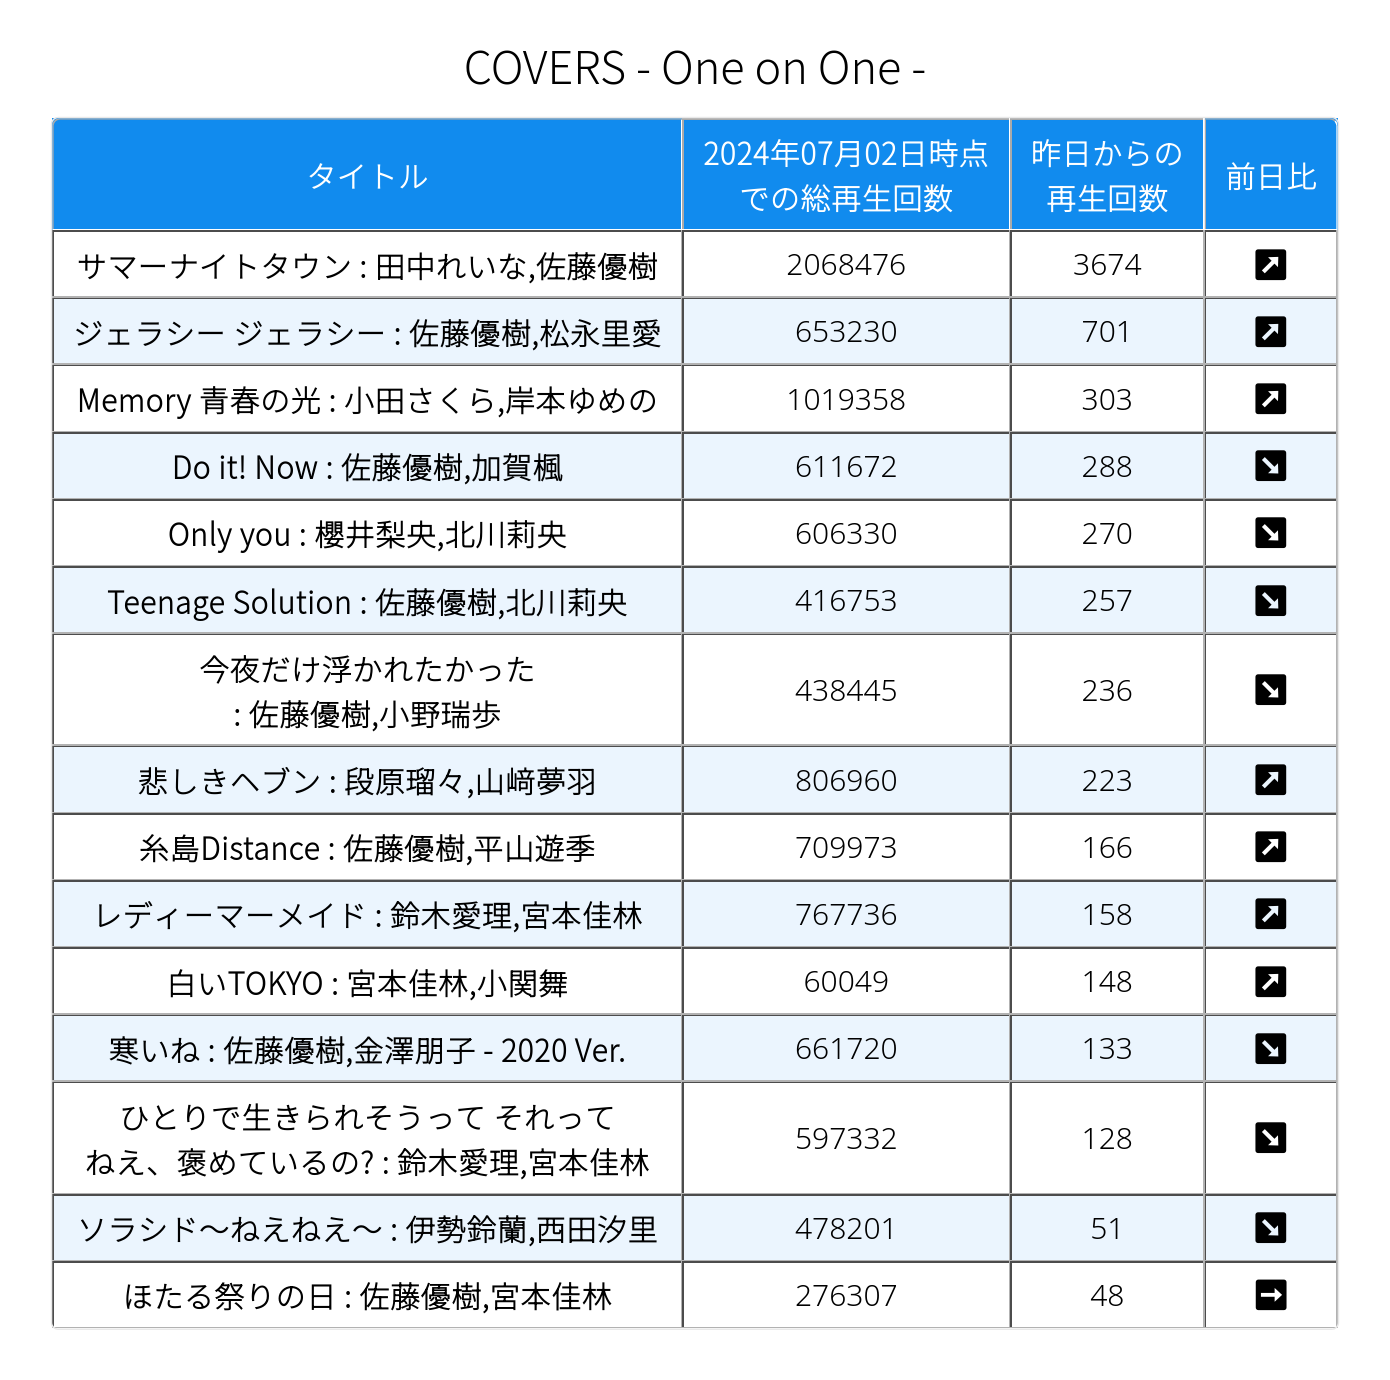 COVERS - One on One -
タイトル
2024年07月02日時点
での総再生回数
昨日からの
再生回数
前日比
サマーナイトタウン : 田中れいな,佐藤優樹
2068476
3674
ジェラシー ジェラシー : 佐藤優樹,松永里愛
653230
701
Memory 青春の光 : 小田さくら,岸本ゆめの
1019358
303
Do it! Now : 佐藤優樹,加賀楓
611672
288
Only you : 櫻井梨央,北川莉央
606330
270
Teenage Solution : 佐藤優樹,北川莉央
416753
257
今夜だけ浮かれたかった
: 佐藤優樹,小野瑞歩
438445
236
悲しきヘブン : 段原瑠々,山﨑夢羽
806960
223
糸島Distance : 佐藤優樹,平山遊季
709973
166
レディーマーメイド : 鈴木愛理,宮本佳林
767736
158
白いTOKYO : 宮本佳林,小関舞
60049
148
寒いね : 佐藤優樹,金澤朋子 - 2020 Ver.
661720
133
ひとりで生きられそうって それって
ねえ、褒めているの? : 鈴木愛理,宮本佳林
597332
128
ソラシド〜ねえねえ〜 : 伊勢鈴蘭,西田汐里
478201
51
ほたる祭りの日 : 佐藤優樹,宮本佳林
276307
48